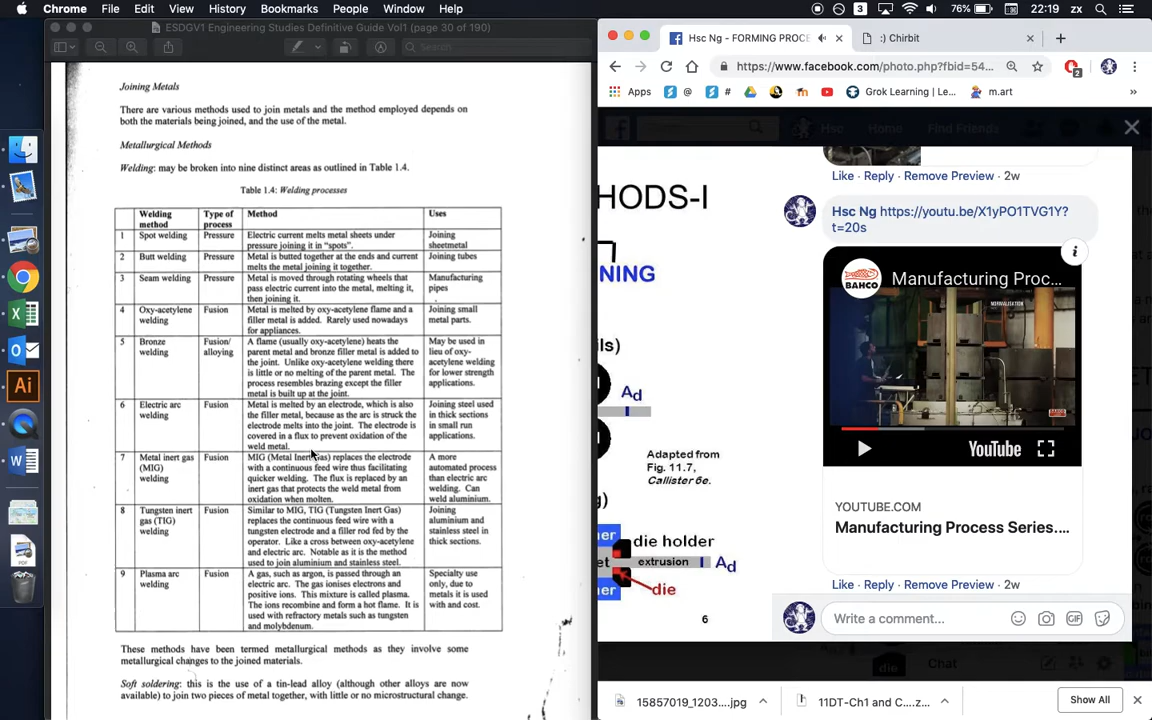 Chrome File Edit View History Bookmarks People Window Help
3 76% 22:19 zx
ESDGV1 Engineering Studies Definitive Guide Vol1 (page 30 of 190)
Search
Joining Metals
There are various methods used to join metals and the method employed depends on
both the materials being joined, and the use of the metal.
Metallurgical Methods
Welding: may be broken into nine distinct areas as outlined in Table 1.4.
Table 1.4: Welding processes
Welding method Type of process Method Uses
1 Spot welding Pressure Electric current melts metal sheets under
pressure joining it in "spots".
Joining
sheetmetal
2 Butt welding Pressure Metal is butted together at the ends and current
melts the metal joining it together.
Joining tubes
3 Seam welding Pressure Metal is moved through rotating wheels that
pass electric current into the metal, melting it,
then joining it.
Manufacturing
pipes
4 Oxy-acetylene
welding
Fusion
Metal is melted by oxy-acetylene flame and a
filler metal is added. Rarely used nowadays
for appliances.
Joining small
metal parts.
5 Bronze
welding
Fusion/
alloying
A flame (usually oxy-acetylene) heats the
parent metal and bronze filler metal is added to
the joint. Unlike oxy-acetylene welding there
is little or no melting of the parent metal. The
process resembles brazing except the filler
metal is built up at the joint.
May be used in
lieu of oxy-
acetylene welding
for lower strength
applications.
6 Electric arc
welding
Fusion
Metal is melted by an electrode, which is also
the filler metal, because as the arc is struck the
electrode melts into the joint. The electrode is
covered in a flux to prevent oxidation of the
weld metal.
Joining steel used
in thick sections
in small run
applications.
7 Metal inert gas
(MIG)
welding
Fusion
MIG (Metal Inert Gas) replaces the electrode
with a continuous feed wire thus facilitating
quicker welding. The flux is replaced by an
inert gas that protects the weld metal from
oxidation when molten.
A more
automated process
than electric arc
welding. Can
weld aluminium.
8 Tungsten inert
gas (TIG)
welding
Fusion
Similar to MIG, TIG (Tungsten Inert Gas)
replaces the continuous feed wire with a
tungsten electrode and a filler rod fed by the
operator. Like a cross between oxy-acetylene
and electric arc. Notable as it is the method
used to join aluminium and stainless steel.
Joining
aluminium and
stainless steel in
thick sections.
9 Plasma arc
welding
Fusion
A gas, such as argon, is passed through an
electric arc. The gas ionises electrons and
positive ions. This mixture is called plasma.
The ions recombine and form a hot flame. It is
used with refractory metals such as tungsten
and molybdenum.
Specialty use
only, due to
metals it is used
with and cost.
These methods have been termed metallurgical methods as they involve some
metallurgical changes to the joined materials.
Soft soldering: this is the use of a tin-lead alloy (although other alloys are now
available) to join two pieces of metal together, with little or no microstructural change.
Hsc Ng - FORMING PROCE
:) Chirbit
https://www.facebook.com/photo.php?fbid=54...
2
Apps @ # Grok Learning | Le... m.art »
Search Hsc Home Find Friends
HODS-I
NING
ls)
Ad
Adapted from
Fig. 11.7,
Callister 6e.
g)
er die holder
et extrusion Ad
er die
6
Like · Reply · Remove Preview · 2w
Hsc Ng https://youtu.be/X1yPO1TVG1Y?
t=20s
BAHCO Manufacturing Proc...
NORMALISATION
BAHCO
YouTube
YOUTUBE.COM
Manufacturing Process Series....
Like · Reply · Remove Preview · 2w
Write a comment...
GIF
die Chat
15857019_1203....jpg
11DT-Ch1 and C....z...
Show All
Ai
PDF